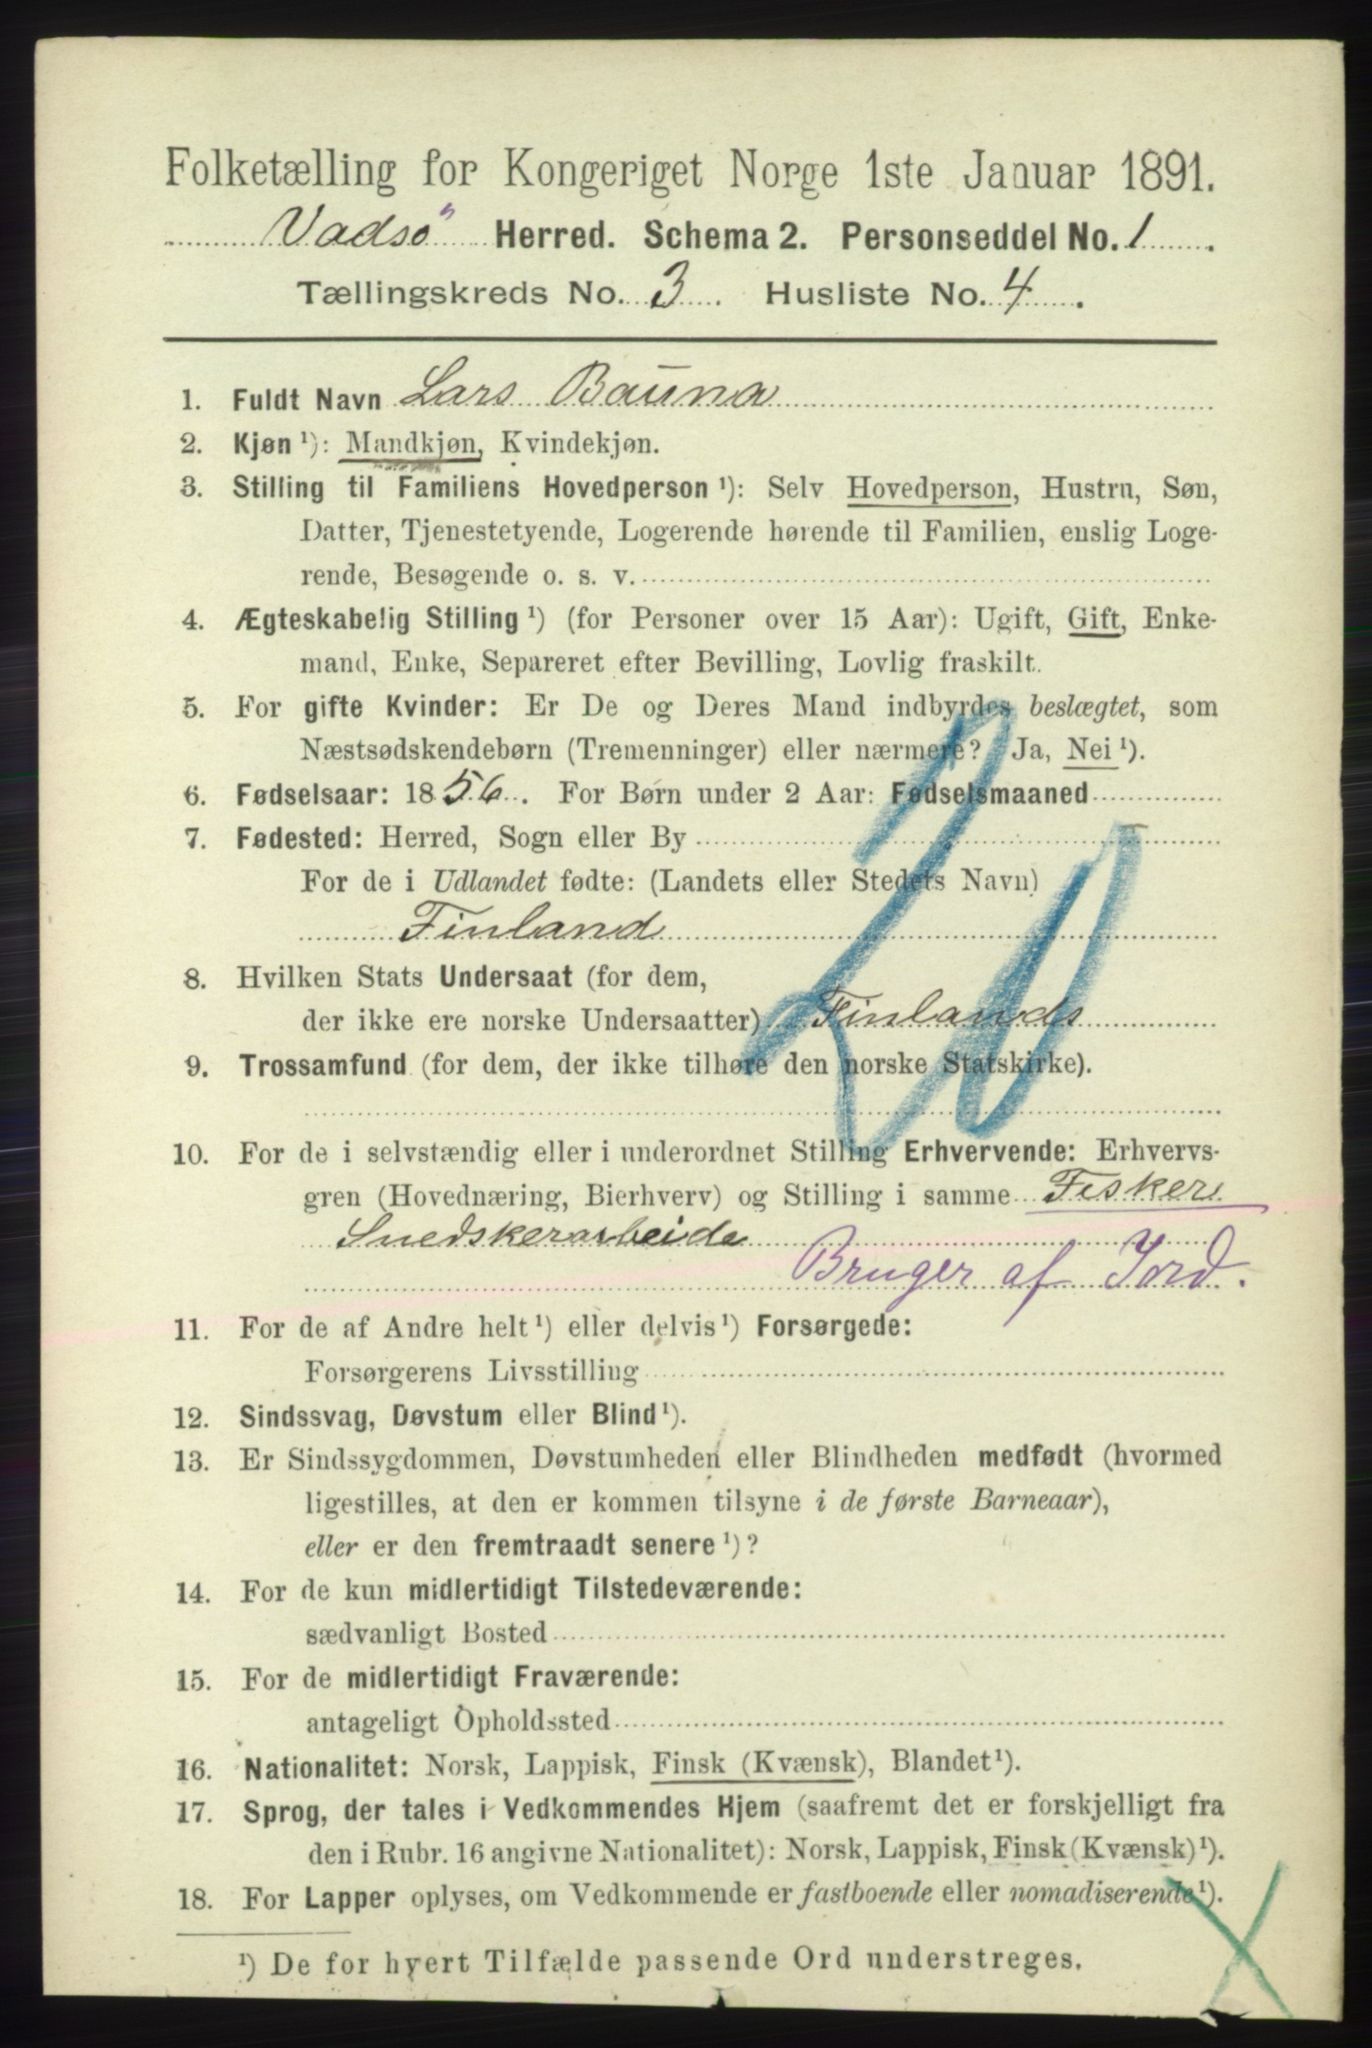 Folketælling for Kongeriget Norge 1ste Januar 1891.
Vadsö Herred. Schema 2. Personseddel No. 1.
Tællingskreds No. 3. Husliste No. 4.
1. Fuldt Navn Lars Bauna
2. Kjøn ¹): Mandkjøn, Kvindekjøn.
3. Stilling til Familiens Hovedperson ¹): Selv Hovedperson, Hustru, Søn,
Datter, Tjenestetyende, Logerende hørende til Familien, enslig Loge-
rende, Besøgende o. s. v.
4. Ægteskabelig Stilling ¹) (for Personer over 15 Aar): Ugift, Gift, Enke-
mand, Enke, Separeret efter Bevilling, Lovlig fraskilt.
5. For gifte Kvinder: Er De og Deres Mand indbyrdes beslægtet, som
Næstsødskendebørn (Tremenninger) eller nærmere? Ja, Nei ¹).
6. Fødselsaar: 1856. For Børn under 2 Aar: Fødselsmaaned
7. Fødested: Herred, Sogn eller By
For de i Udlandet fødte: (Landets eller Stedets Navn)
Finland
8. Hvilken Stats Undersaat (for dem,
der ikke ere norske Undersaatter) Finlands
9. Trossamfund (for dem, der ikke tilhøre den norske Statskirke).
10. For de i selvstændig eller i underordnet Stilling Erhvervende: Erhvervs-
gren (Hovednæring, Bierhverv) og Stilling i samme Fisker
Snedskerarbeide
Bruger af Jord.
11. For de af Andre helt ¹) eller delvis ¹) Forsørgede:
Forsørgerens Livsstilling
12. Sindssvag, Døvstum eller Blind ¹).
13. Er Sindssygdommen, Døvstumheden eller Blindheden medfødt (hvormed
ligestilles, at den er kommen tilsyne i de første Barneaar),
eller er den fremtraadt senere ¹)?
14. For de kun midlertidigt Tilstedeværende:
sædvanligt Bosted
15. For de midlertidigt Fraværende:
antageligt Opholdssted
16. Nationalitet: Norsk, Lappisk, Finsk (Kvænsk), Blandet ¹).
17. Sprog, der tales i Vedkommendes Hjem (saafremt det er forskjelligt fra
den i Rubr. 16 angivne Nationalitet): Norsk, Lappisk, Finsk (Kvænsk) ¹).
18. For Lapper oplyses, om Vedkommende er fastboende eller nomadiserende ¹).
¹) De for hvert Tilfælde passende Ord understreges.